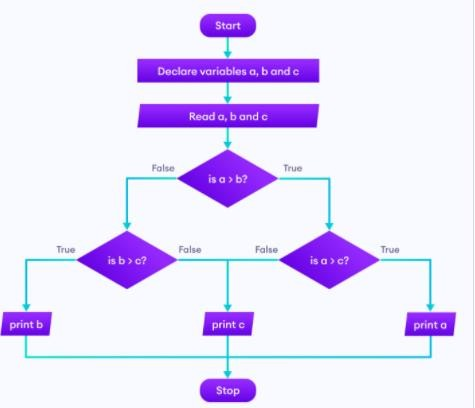 Start
Declare variables a, b and c
Read a, b and c
False
True
is a > b?
True
is b > c?
False
False
is a > c?
True
print b
print c
print a
Stop